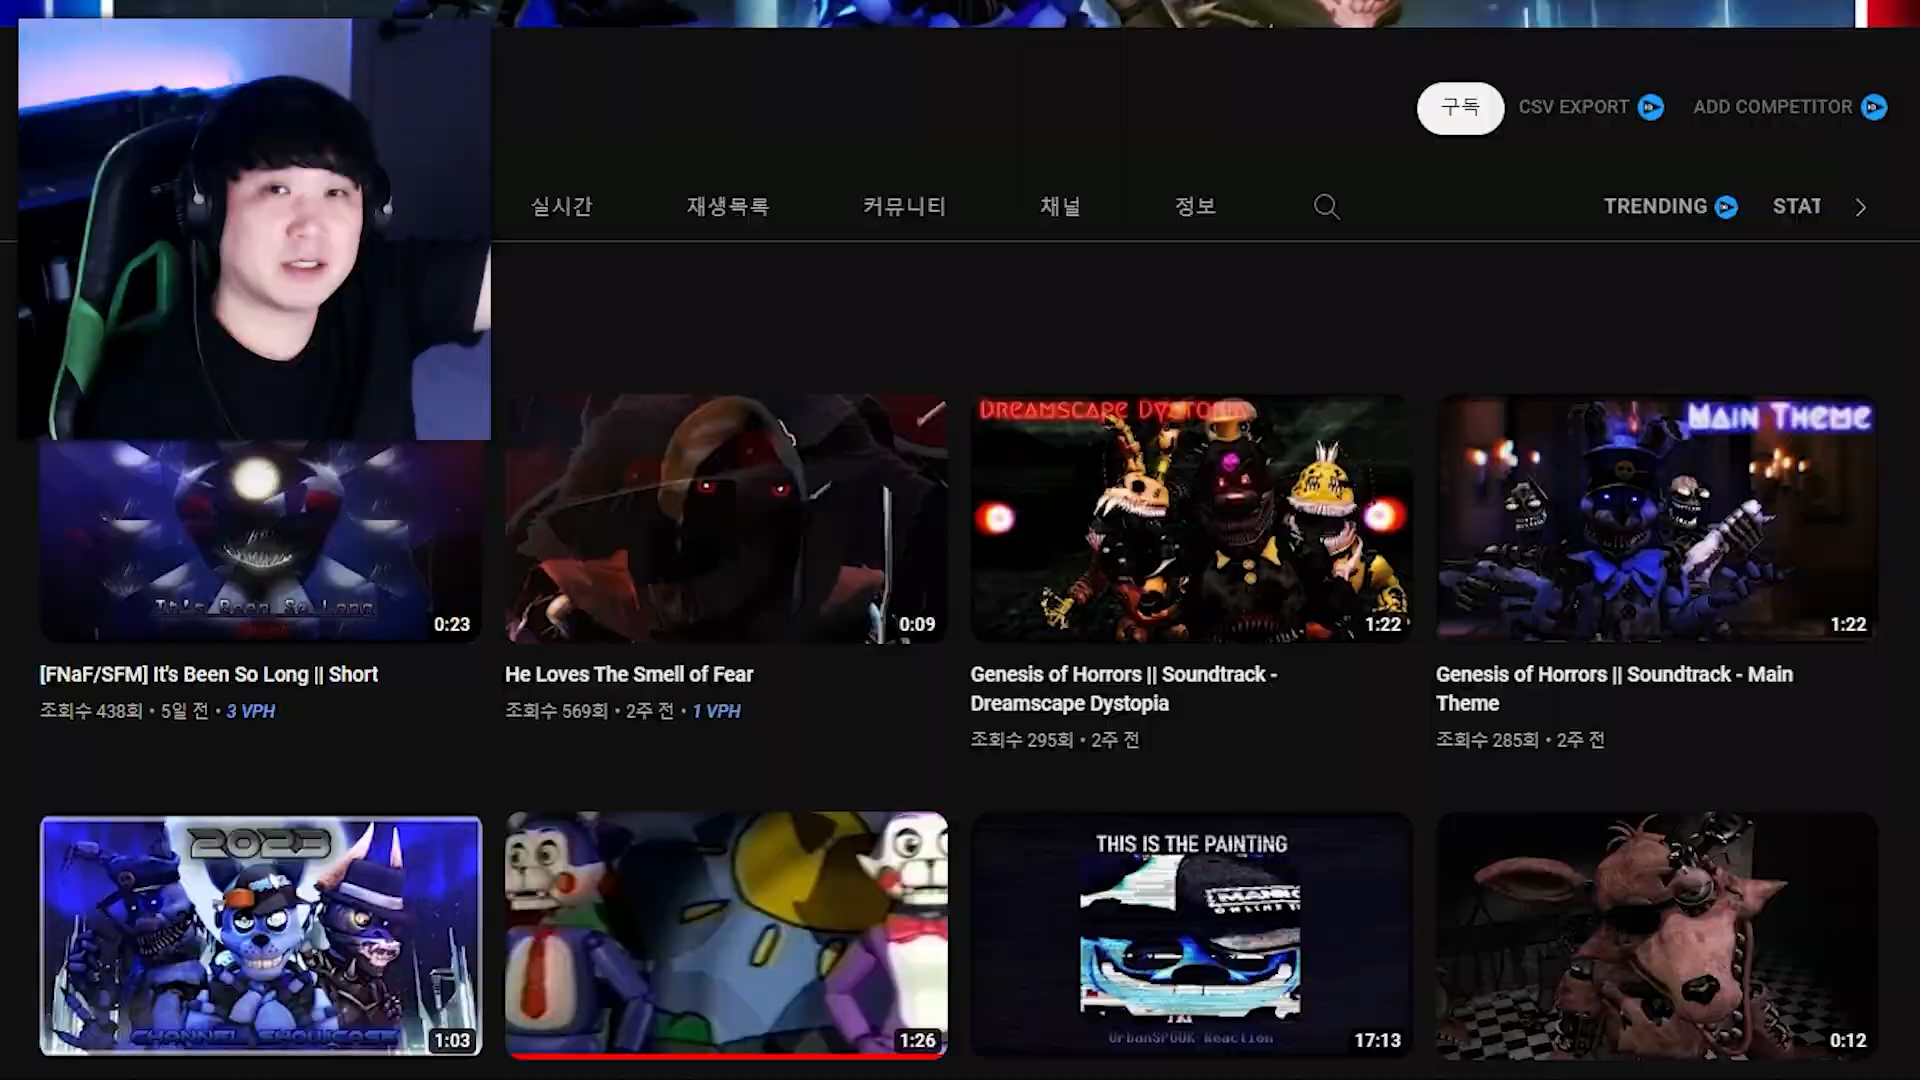 구독
CSV EXPORT
ADD COMPETITOR
실시간
재생목록
커뮤니티
채널
정보
TRENDING
STAT
It's Been So Long
0:23
0:09
DREAMSCAPE DYSTOPIA
1:22
MAIN THEME
1:22
[FNaF/SFM] It's Been So Long || Short
조회수 438회 • 5일 전 • 3 VPH
He Loves The Smell of Fear
조회수 569회 • 2주 전 • 1 VPH
Genesis of Horrors || Soundtrack -
Dreamscape Dystopia
조회수 295회 • 2주 전
Genesis of Horrors || Soundtrack - Main
Theme
조회수 285회 • 2주 전
2023
CHANNEL SHOWCASE
1:03
1:26
THIS IS THE PAINTING
UrbanSPOOK Reaction
17:13
0:12